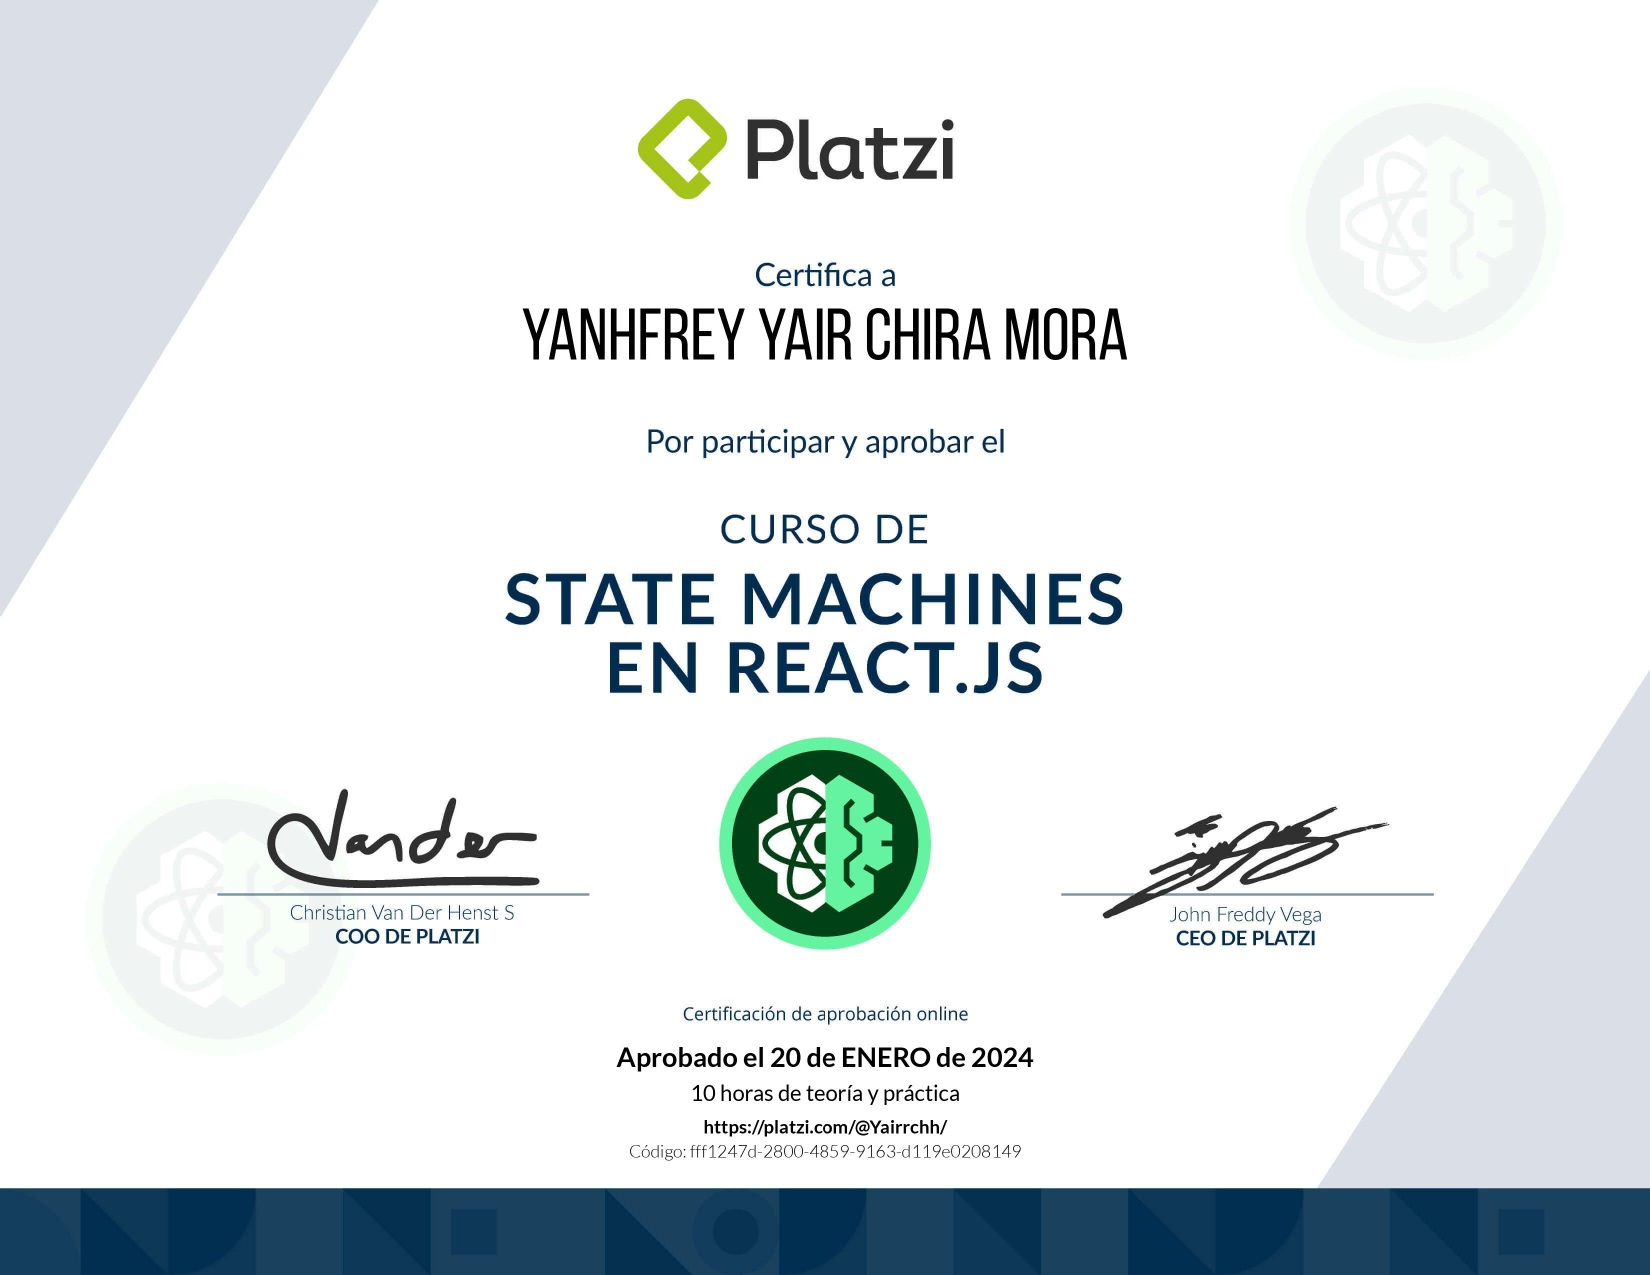 Platzi
Certifica a
YANHFREY YAIR CHIRA MORA
Por participar y aprobar el
CURSO DE
STATE MACHINES
EN REACT.JS
Vander
Christian Van Der Henst S
COO DE PLATZI
John Freddy Vega
CEO DE PLATZI
Certificación de aprobación online
Aprobado el 20 de ENERO de 2024
10 horas de teoría y práctica
https://platzi.com/@Yairrchh/
Código: fff1247d-2800-4859-9163-d119e0208149